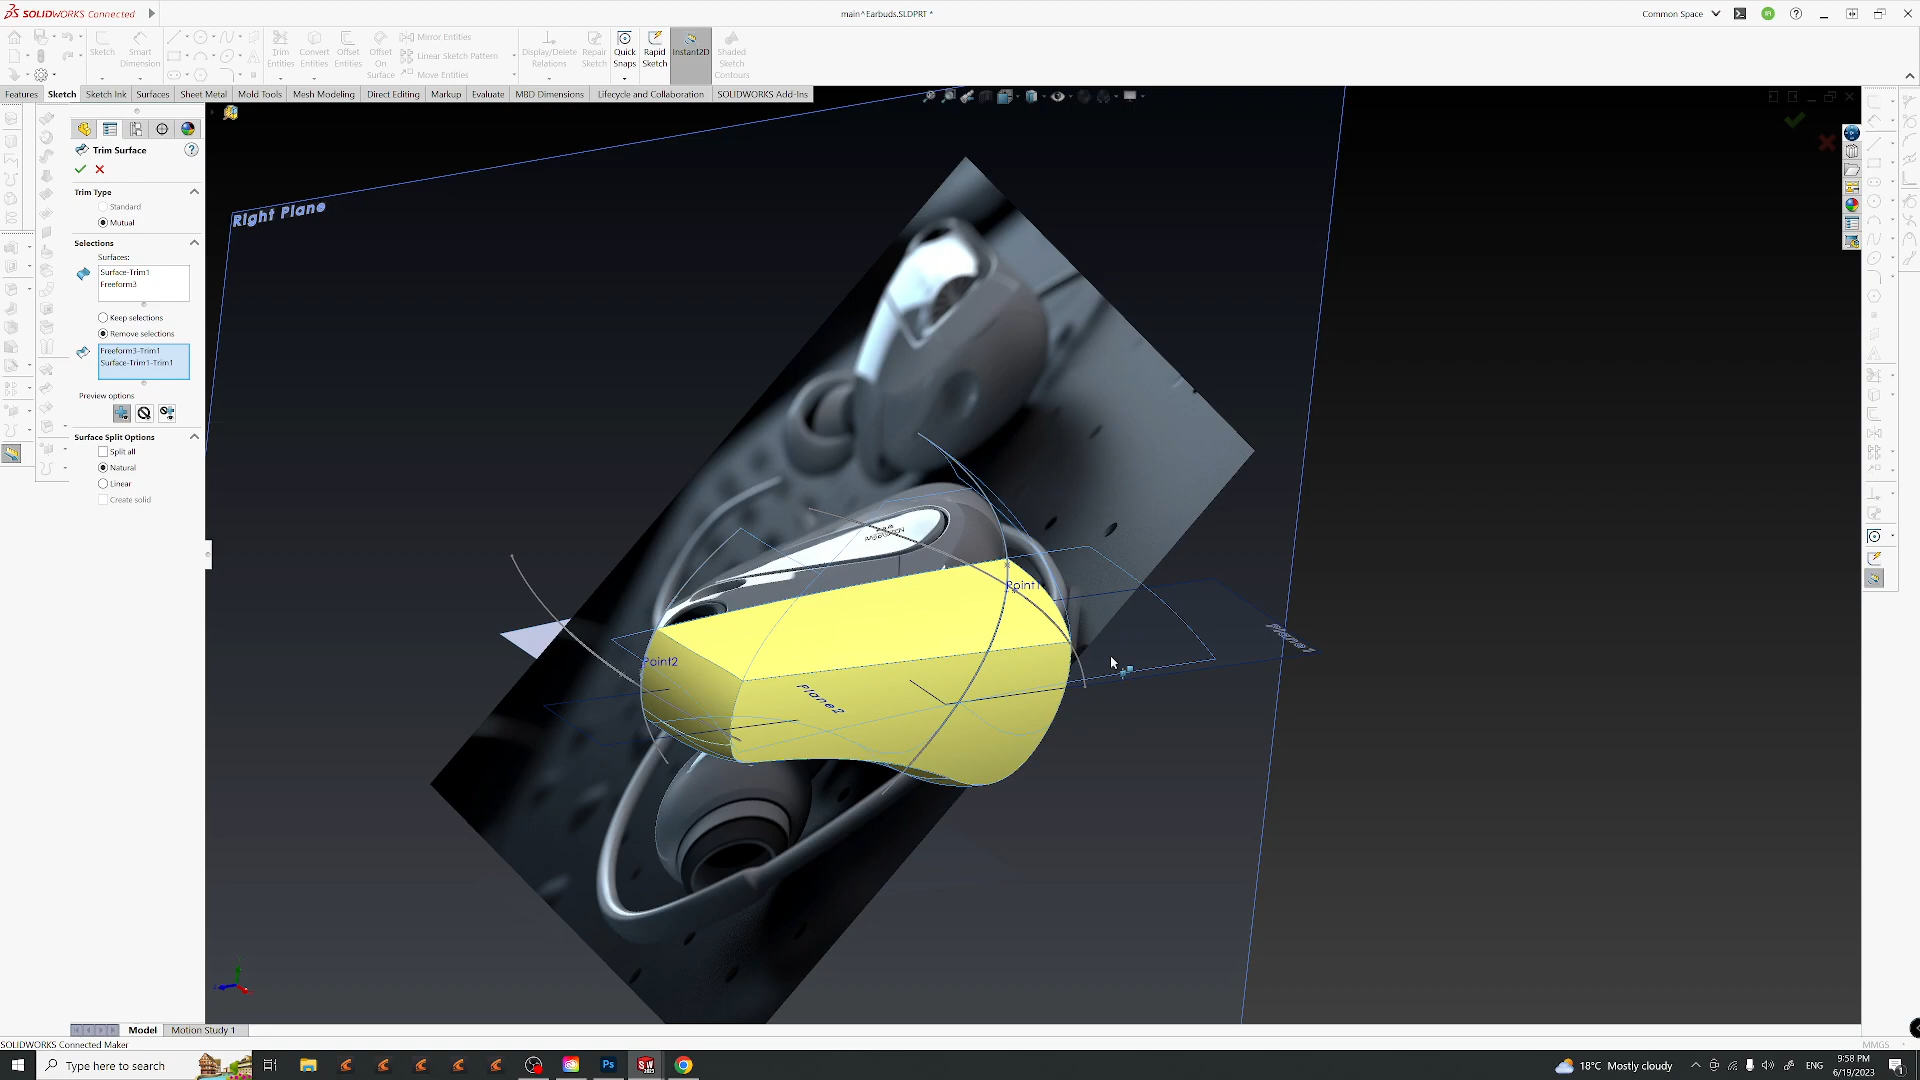 SOLIDWORKS Connected
main^Earbuds.SLDPRT *
Common Space
Sketch
Smart Dimension
Trim Entities
Convert Entities
Offset Entities
Offset On Surface
Mirror Entities
Linear Sketch Pattern
Move Entities
Display/Delete Relations
Repair Sketch
Quick Snaps
Rapid Sketch
Instant2D
Shaded Sketch Contours
Features
Sketch
Sketch Ink
Surfaces
Sheet Metal
Mold Tools
Mesh Modeling
Direct Editing
Markup
Evaluate
MBD Dimensions
Lifecycle and Collaboration
SOLIDWORKS Add-Ins
Trim Surface
Trim Type
Standard
Mutual
Selections
Surfaces:
Surface-Trim1
Freeform3
Keep selections
Remove selections
Freeform3-Trim1
Surface-Trim1-Trim1
Preview options
Surface Split Options
Split all
Natural
Linear
Create solid
Right Plane
Point1
Plane1
Point2
Plane2
Model
Motion Study 1
SOLIDWORKS Connected Maker
MMGS
Type here to search
Ps
SW
18°C Mostly cloudy
ENG
9:58 PM
6/19/2023